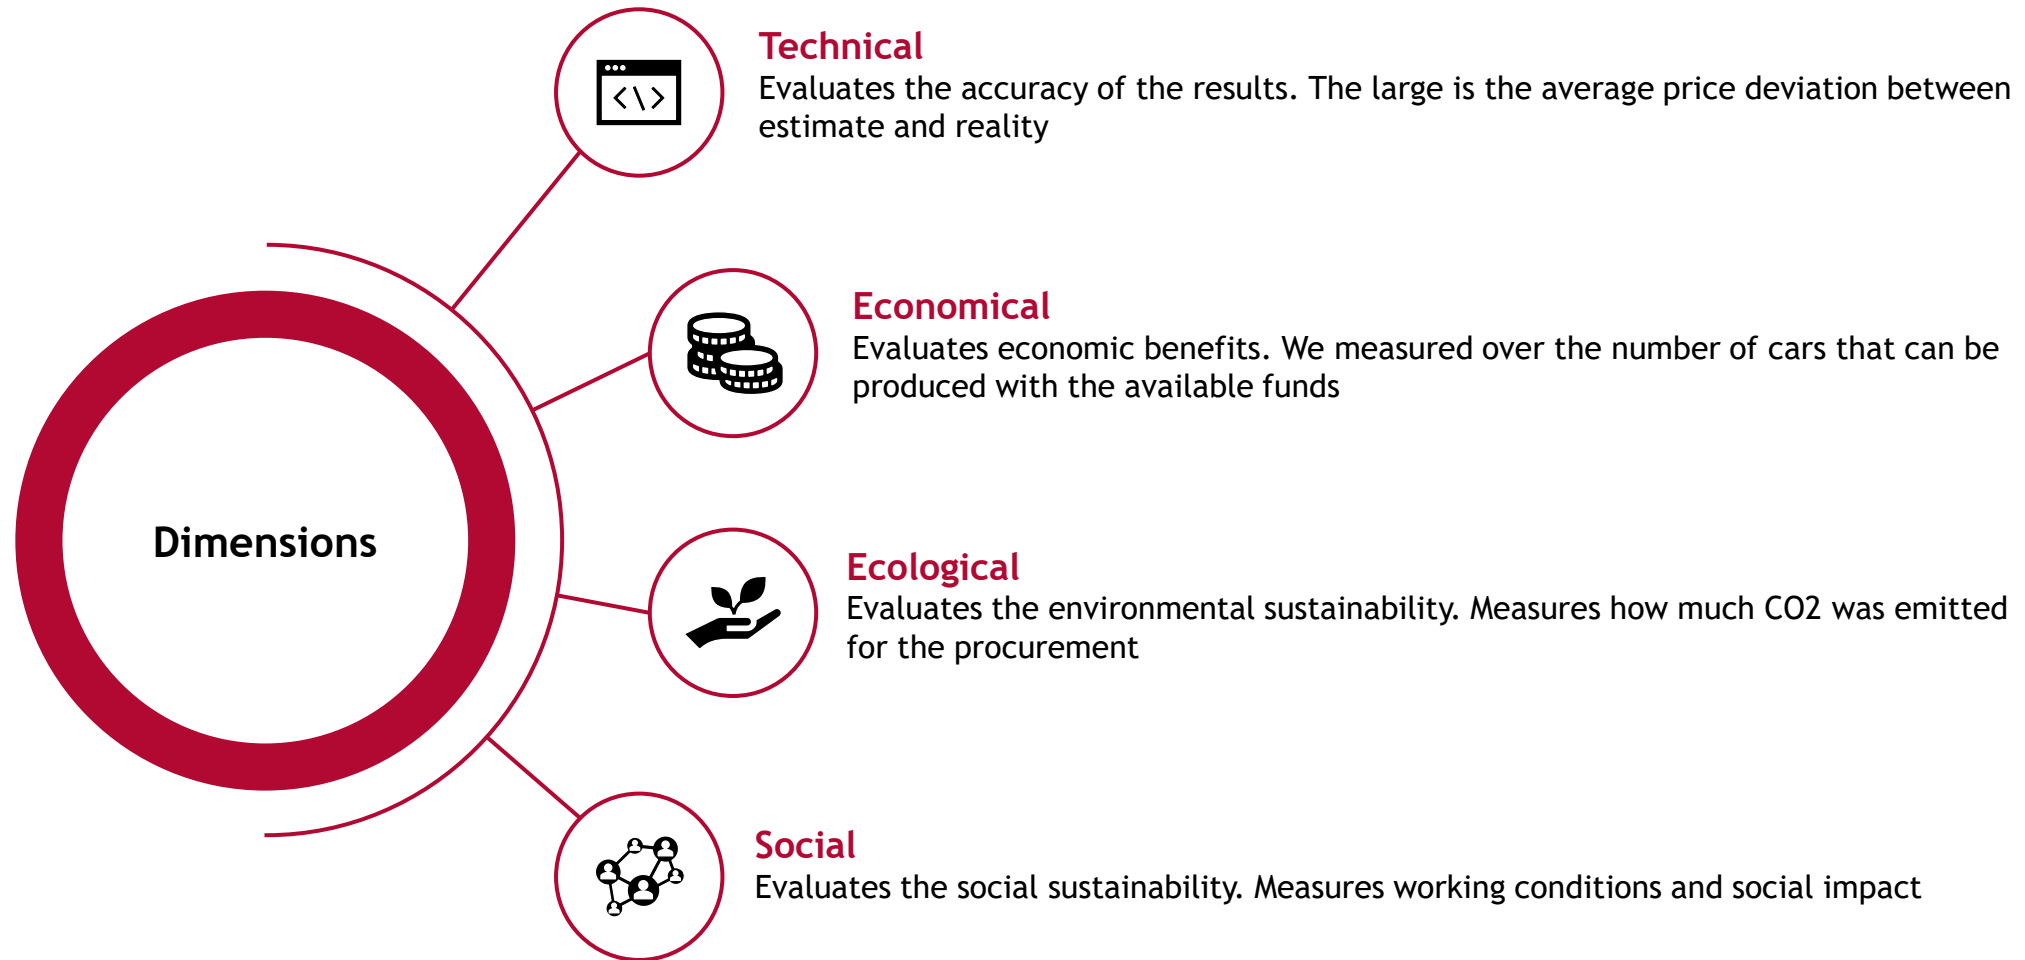 Technical
Evaluates the accuracy of the results. The large is the average price deviation between
estimate and reality
Economical
Evaluates economic benefits. We measured over the number of cars that can be
produced with the available funds
Dimensions
Ecological
Evaluates the environmental sustainability. Measures how much CO2 was emitted
for the procurement
Social
Evaluates the social sustainability. Measures working conditions and social impact